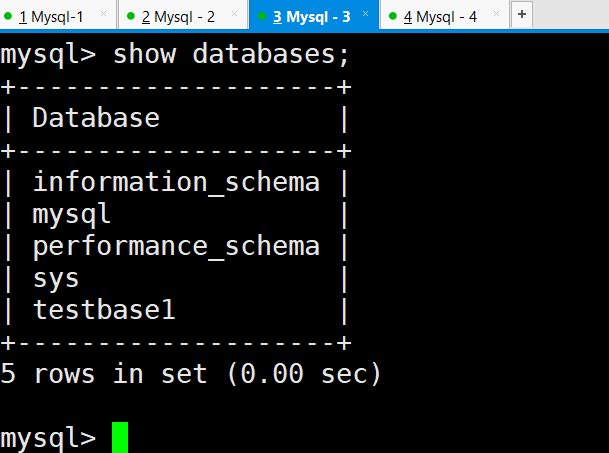 1 Mysql-1 × 2 Mysql - 2 × 3 Mysql - 3 × 4 Mysql - 4 × +
mysql> show databases;
+--------------------+
| Database           |
+--------------------+
| information_schema |
| mysql              |
| performance_schema |
| sys                |
| testbase1          |
+--------------------+
5 rows in set (0.00 sec)
mysql>